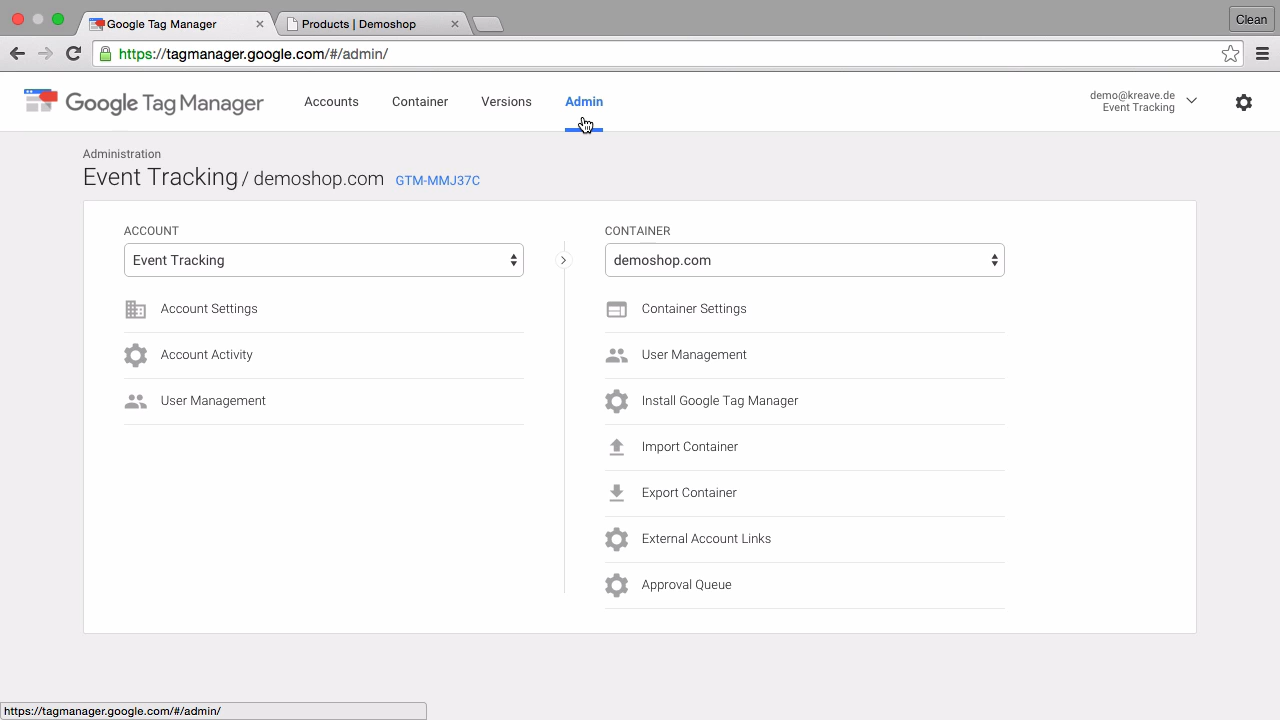 Google Tag Manager
Products | Demoshop
Clean
https://tagmanager.google.com/#/admin/
Google Tag Manager
Accounts
Container
Versions
Admin
demo@kreave.de
Event Tracking
Administration
Event Tracking / demoshop.com GTM-MMJ37C
ACCOUNT
Event Tracking
Account Settings
Account Activity
User Management
CONTAINER
demoshop.com
Container Settings
User Management
Install Google Tag Manager
Import Container
Export Container
External Account Links
Approval Queue
https://tagmanager.google.com/#/admin/